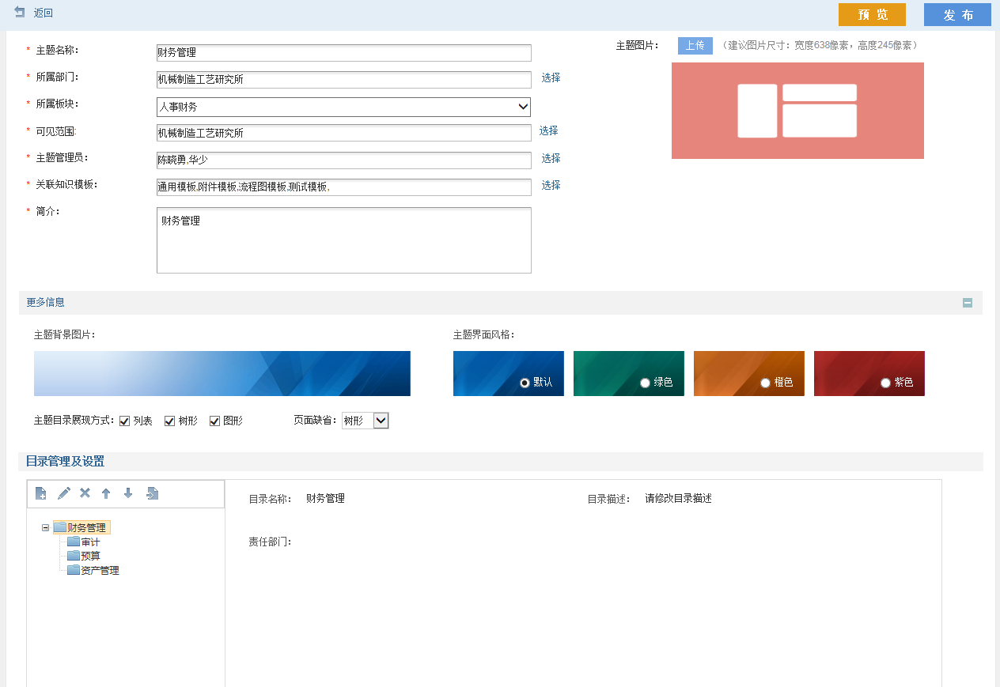 返回
预 览
发 布
* 主题名称：
财务管理
主题图片：
上传
（建议图片尺寸：宽度638像素，高度245像素）
* 所属部门：
机械制造工艺研究所
选择
* 所属板块：
人事财务
* 可见范围:
机械制造工艺研究所
选择
* 主题管理员：
陈晓勇,华少
选择
* 关联知识模板：
通用模板,附件模板,流程图模板,测试模板,
选择
* 简介：
财务管理
更多信息
主题背景图片：
主题界面风格：
默认
绿色
橙色
紫色
主题目录展现方式：
列表
树形
图形
页面缺省：
树形
目录管理及设置
目录名称：
财务管理
目录描述：
请修改目录描述
责任部门：
财务管理
审计
预算
资产管理